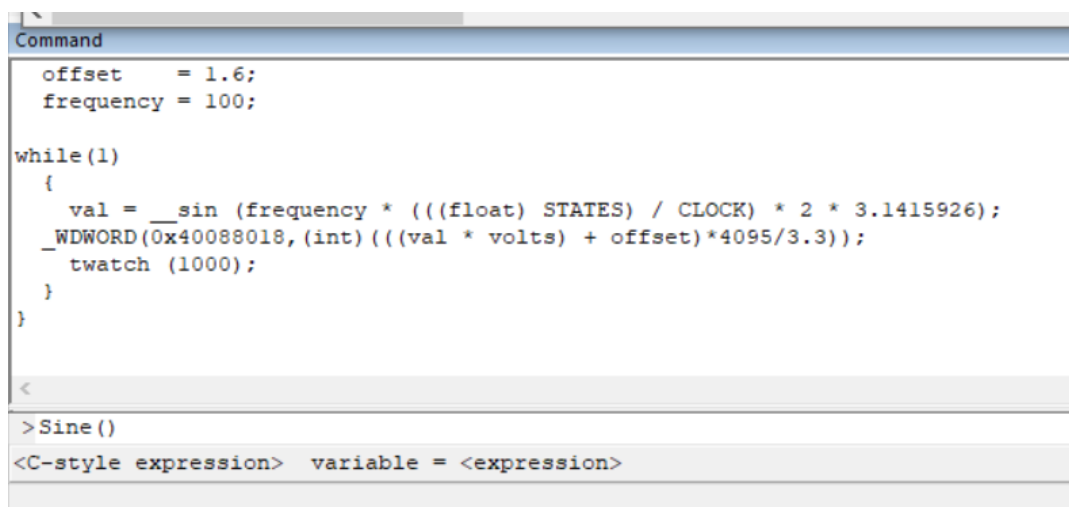 Command
offset    = 1.6;
frequency = 100;
while(1)
{
val = __sin (frequency * (((float) STATES) / CLOCK) * 2 * 3.1415926);
_WDWORD(0x40088018,(int)(((val * volts) + offset)*4095/3.3));
twatch (1000);
}
}
>Sine()
<C-style expression>  variable = <expression>